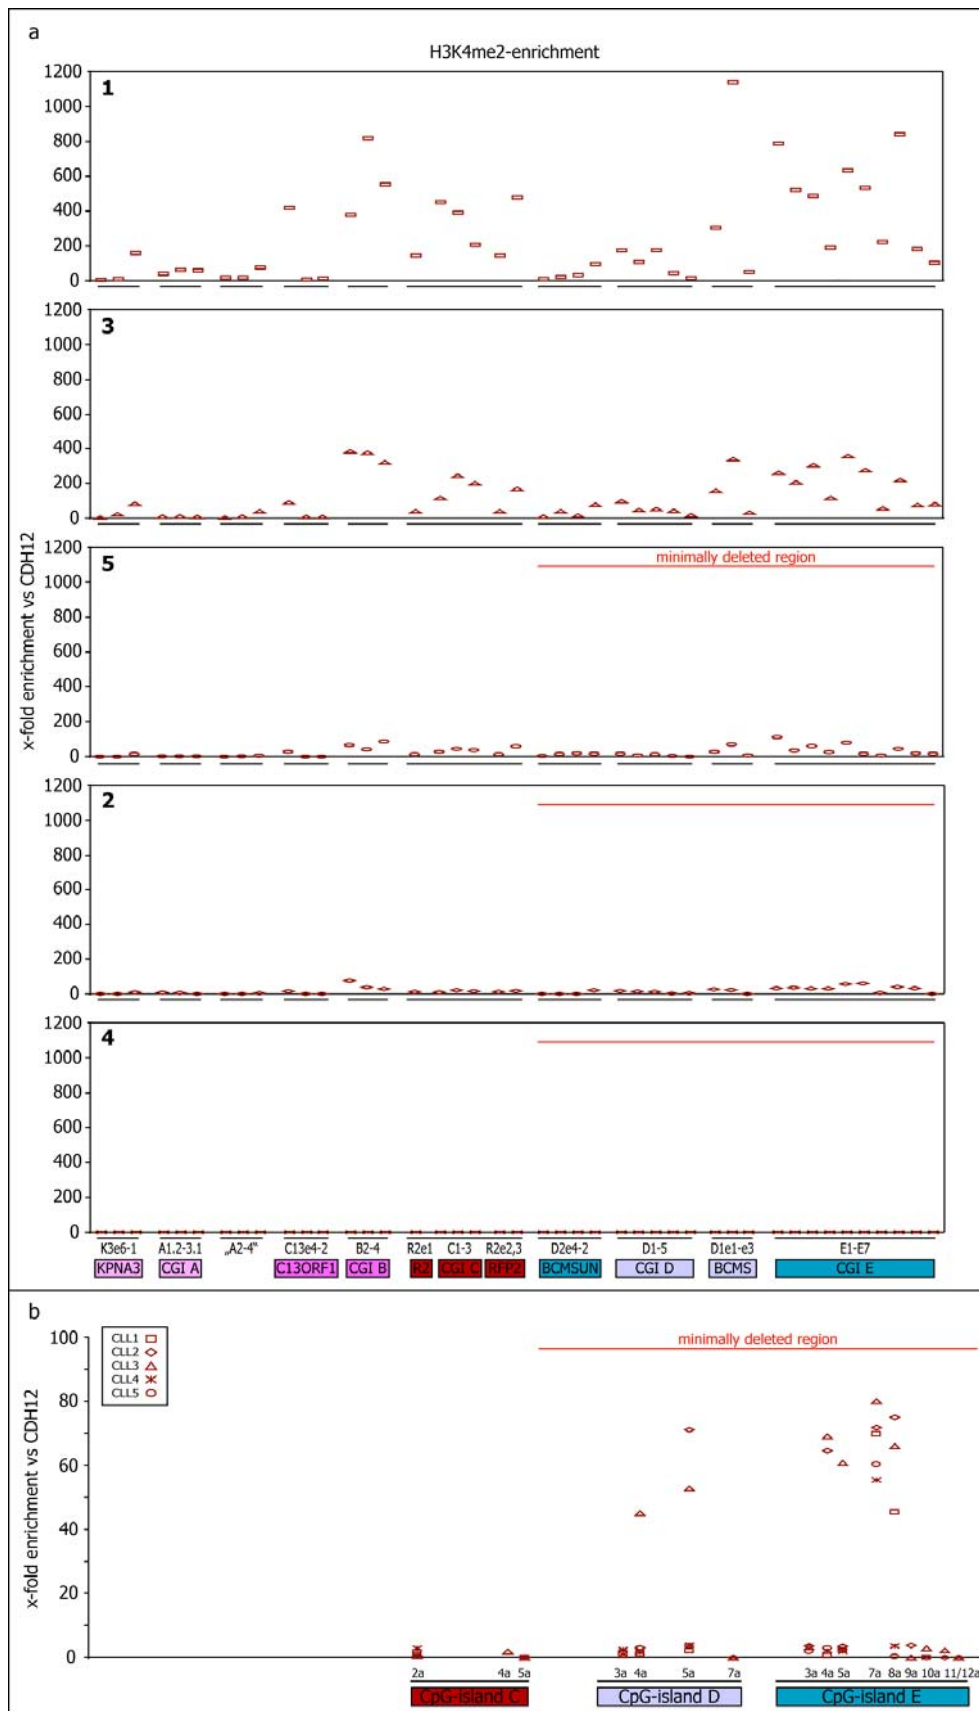 a
H3K4me2-enrichment
x-fold enrichment vs CDH12
1
1200
1000
800
600
400
200
0
3
1200
1000
800
600
400
200
0
5
minimally deleted region
1200
1000
800
600
400
200
0
2
1200
1000
800
600
400
200
0
4
1200
1000
800
600
400
200
0
K3e6-1 A1.2-3.1 „A2-4“ C13e4-2 B2-4 R2e1 C1-3 R2e2,3 D2e4-2 D1-5 D1e1-e3 E1-E7
KPNA3 CGI A C13ORF1 CGI B R2 CGI C RFP2 BCMSUN CGI D BCMS CGI E
b
x-fold enrichment vs CDH12
minimally deleted region
CLL1
CLL2
CLL3
CLL4
CLL5
100
80
60
40
20
0
2a 4a 5a 3a 4a 5a 7a 3a 4a 5a 7a 8a 9a 10a 11/12a
CpG-island C CpG-island D CpG-island E